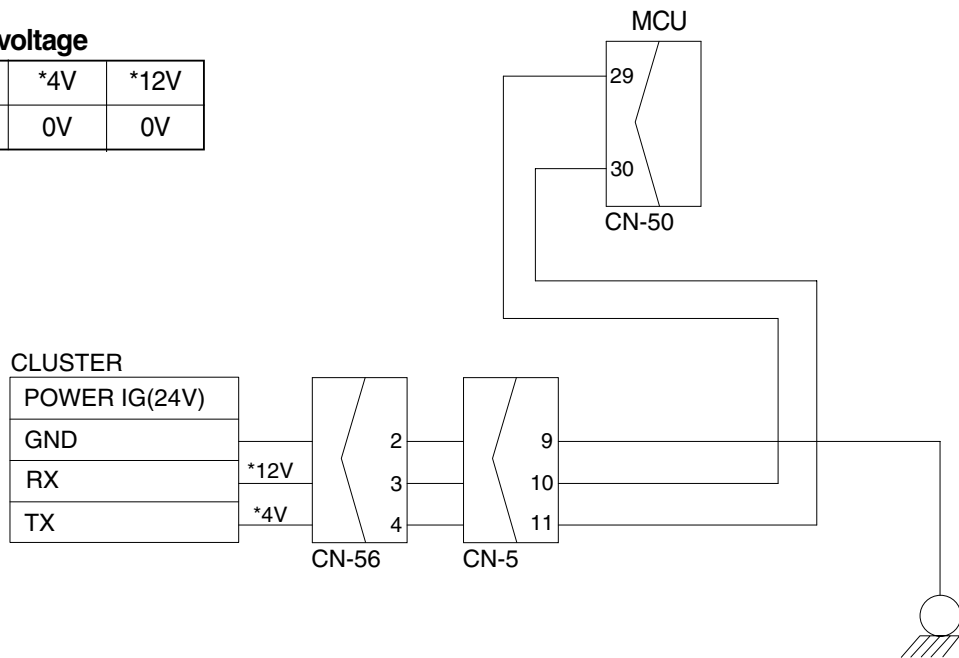 voltage
*4V *12V
0V 0V
MCU
29
30
CN-50
CLUSTER
POWER IG(24V)
GND
RX
TX
*12V
*4V
2
3
4
CN-56
9
10
11
CN-5